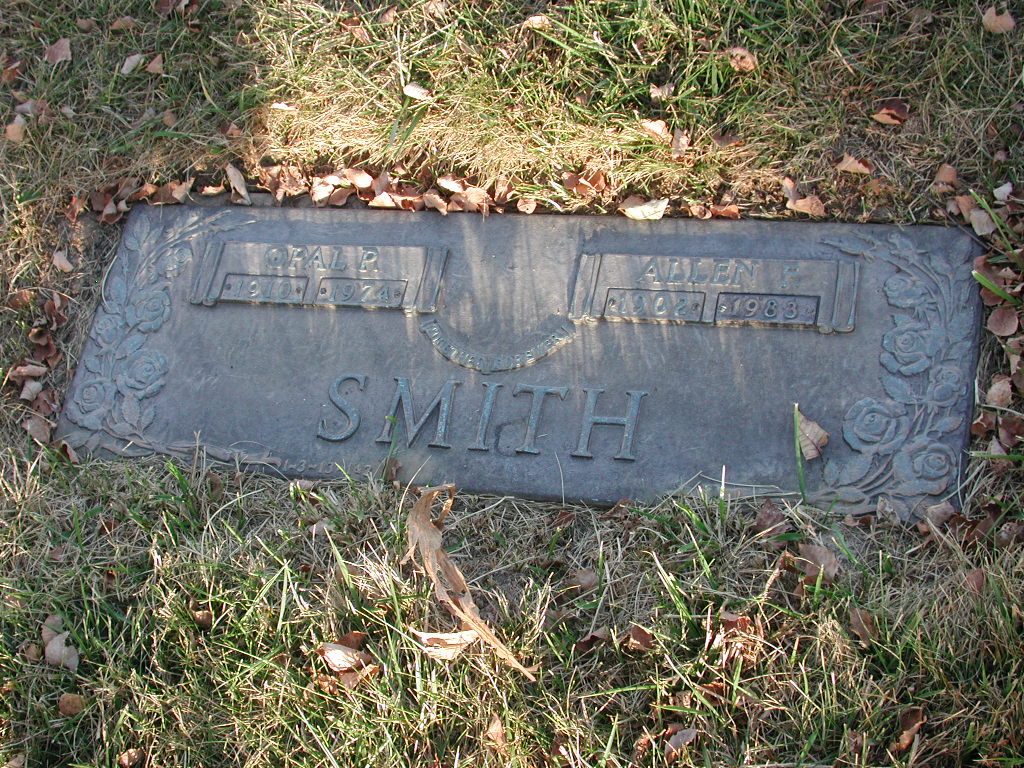 OPAL P.
1910 1974
ALLEN F.
1902 1983
SMITH